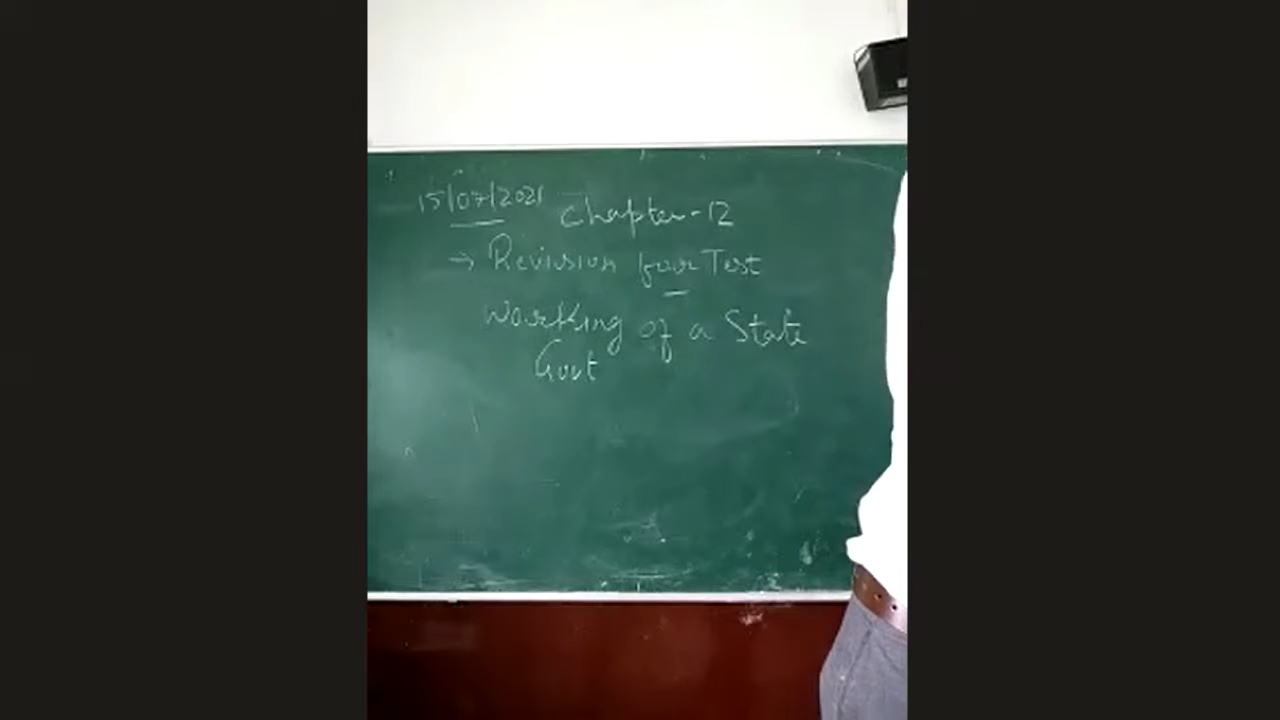 15/07/2021 Chapter-12
→ Revision for Test
Working of a State
Govt